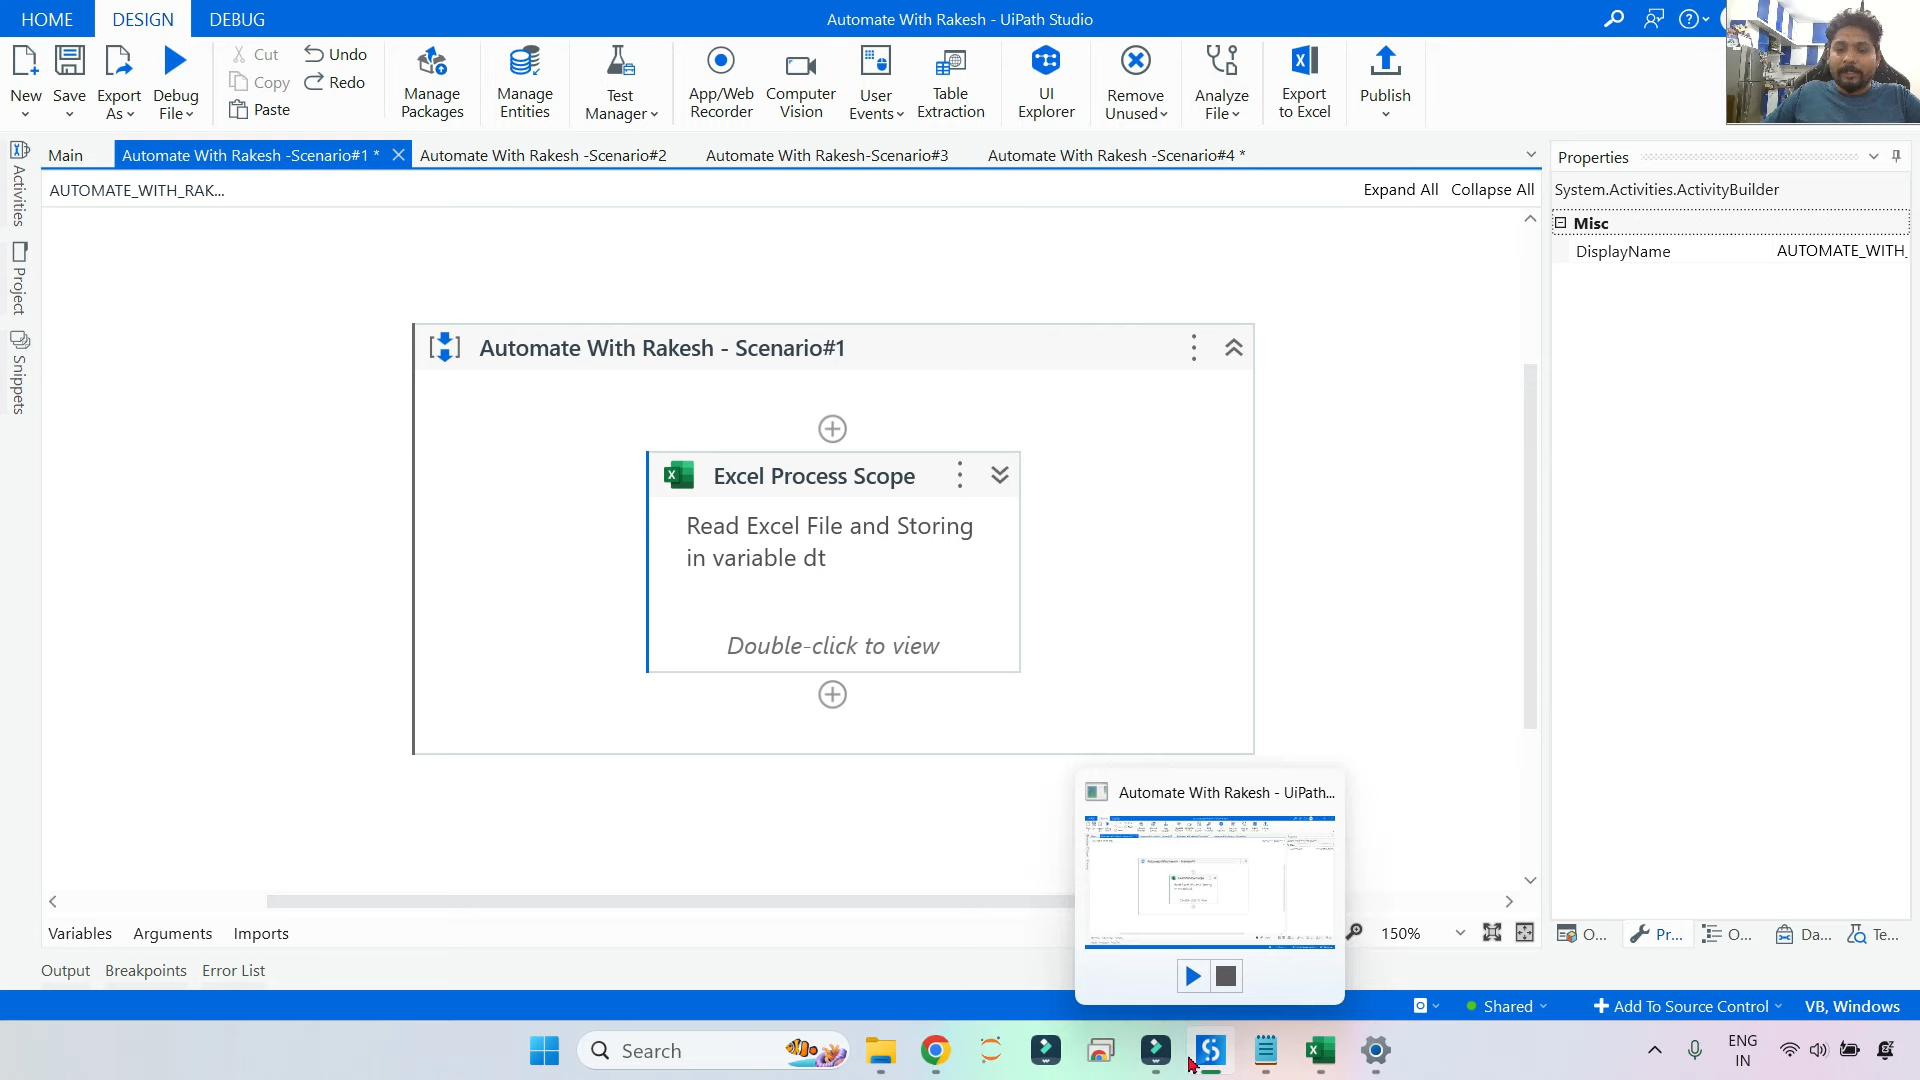 HOME DESIGN DEBUG
Automate With Rakesh - UiPath Studio
New
Save
Export As
Debug File
Cut
Copy
Paste
Undo
Redo
Manage Packages
Manage Entities
Test Manager
App/Web Recorder
Computer Vision
User Events
Table Extraction
UI Explorer
Remove Unused
Analyze File
Export to Excel
Publish
Activities
Project
Snippets
Main
Automate With Rakesh -Scenario#1 *
Automate With Rakesh -Scenario#2
Automate With Rakesh-Scenario#3
Automate With Rakesh -Scenario#4 *
AUTOMATE_WITH_RAK...
Expand All Collapse All
Properties
System.Activities.ActivityBuilder
Misc
DisplayName AUTOMATE_WITH_
Automate With Rakesh - Scenario#1
Excel Process Scope
Read Excel File and Storing
in variable dt
Double-click to view
Automate With Rakesh - UiPath...
Variables Arguments Imports
150%
O...
Pr...
O...
Da...
Te...
Output Breakpoints Error List
Shared
Add To Source Control
VB, Windows
Search
ENG
IN